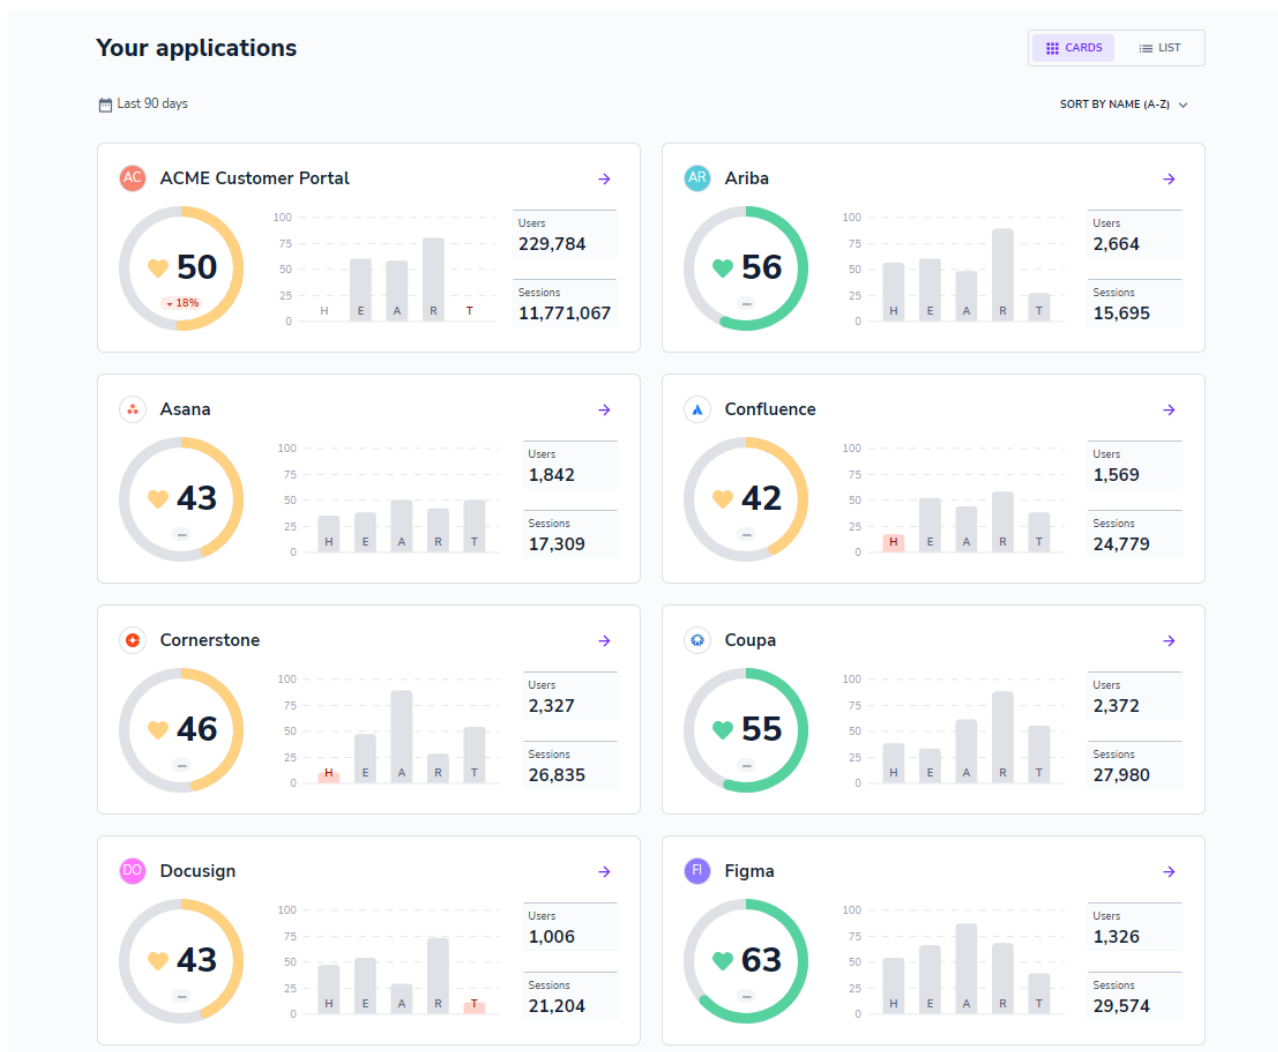 Your applications
CARDS
LIST
Last 90 days
SORT BY NAME (A-Z)
AC
ACME Customer Portal
50
18%
100
75
50
25
0
H E A R T
Users
229,784
Sessions
11,771,067
AR
Ariba
56
100
75
50
25
0
H E A R T
Users
2,664
Sessions
15,695
Asana
43
100
75
50
25
0
H E A R T
Users
1,842
Sessions
17,309
Confluence
42
100
75
50
25
0
H E A R T
Users
1,569
Sessions
24,779
Cornerstone
46
100
75
50
25
0
H E A R T
Users
2,327
Sessions
26,835
Coupa
55
100
75
50
25
0
H E A R T
Users
2,372
Sessions
27,980
DO
Docusign
43
100
75
50
25
0
H E A R T
Users
1,006
Sessions
21,204
FI
Figma
63
100
75
50
25
0
H E A R T
Users
1,326
Sessions
29,574